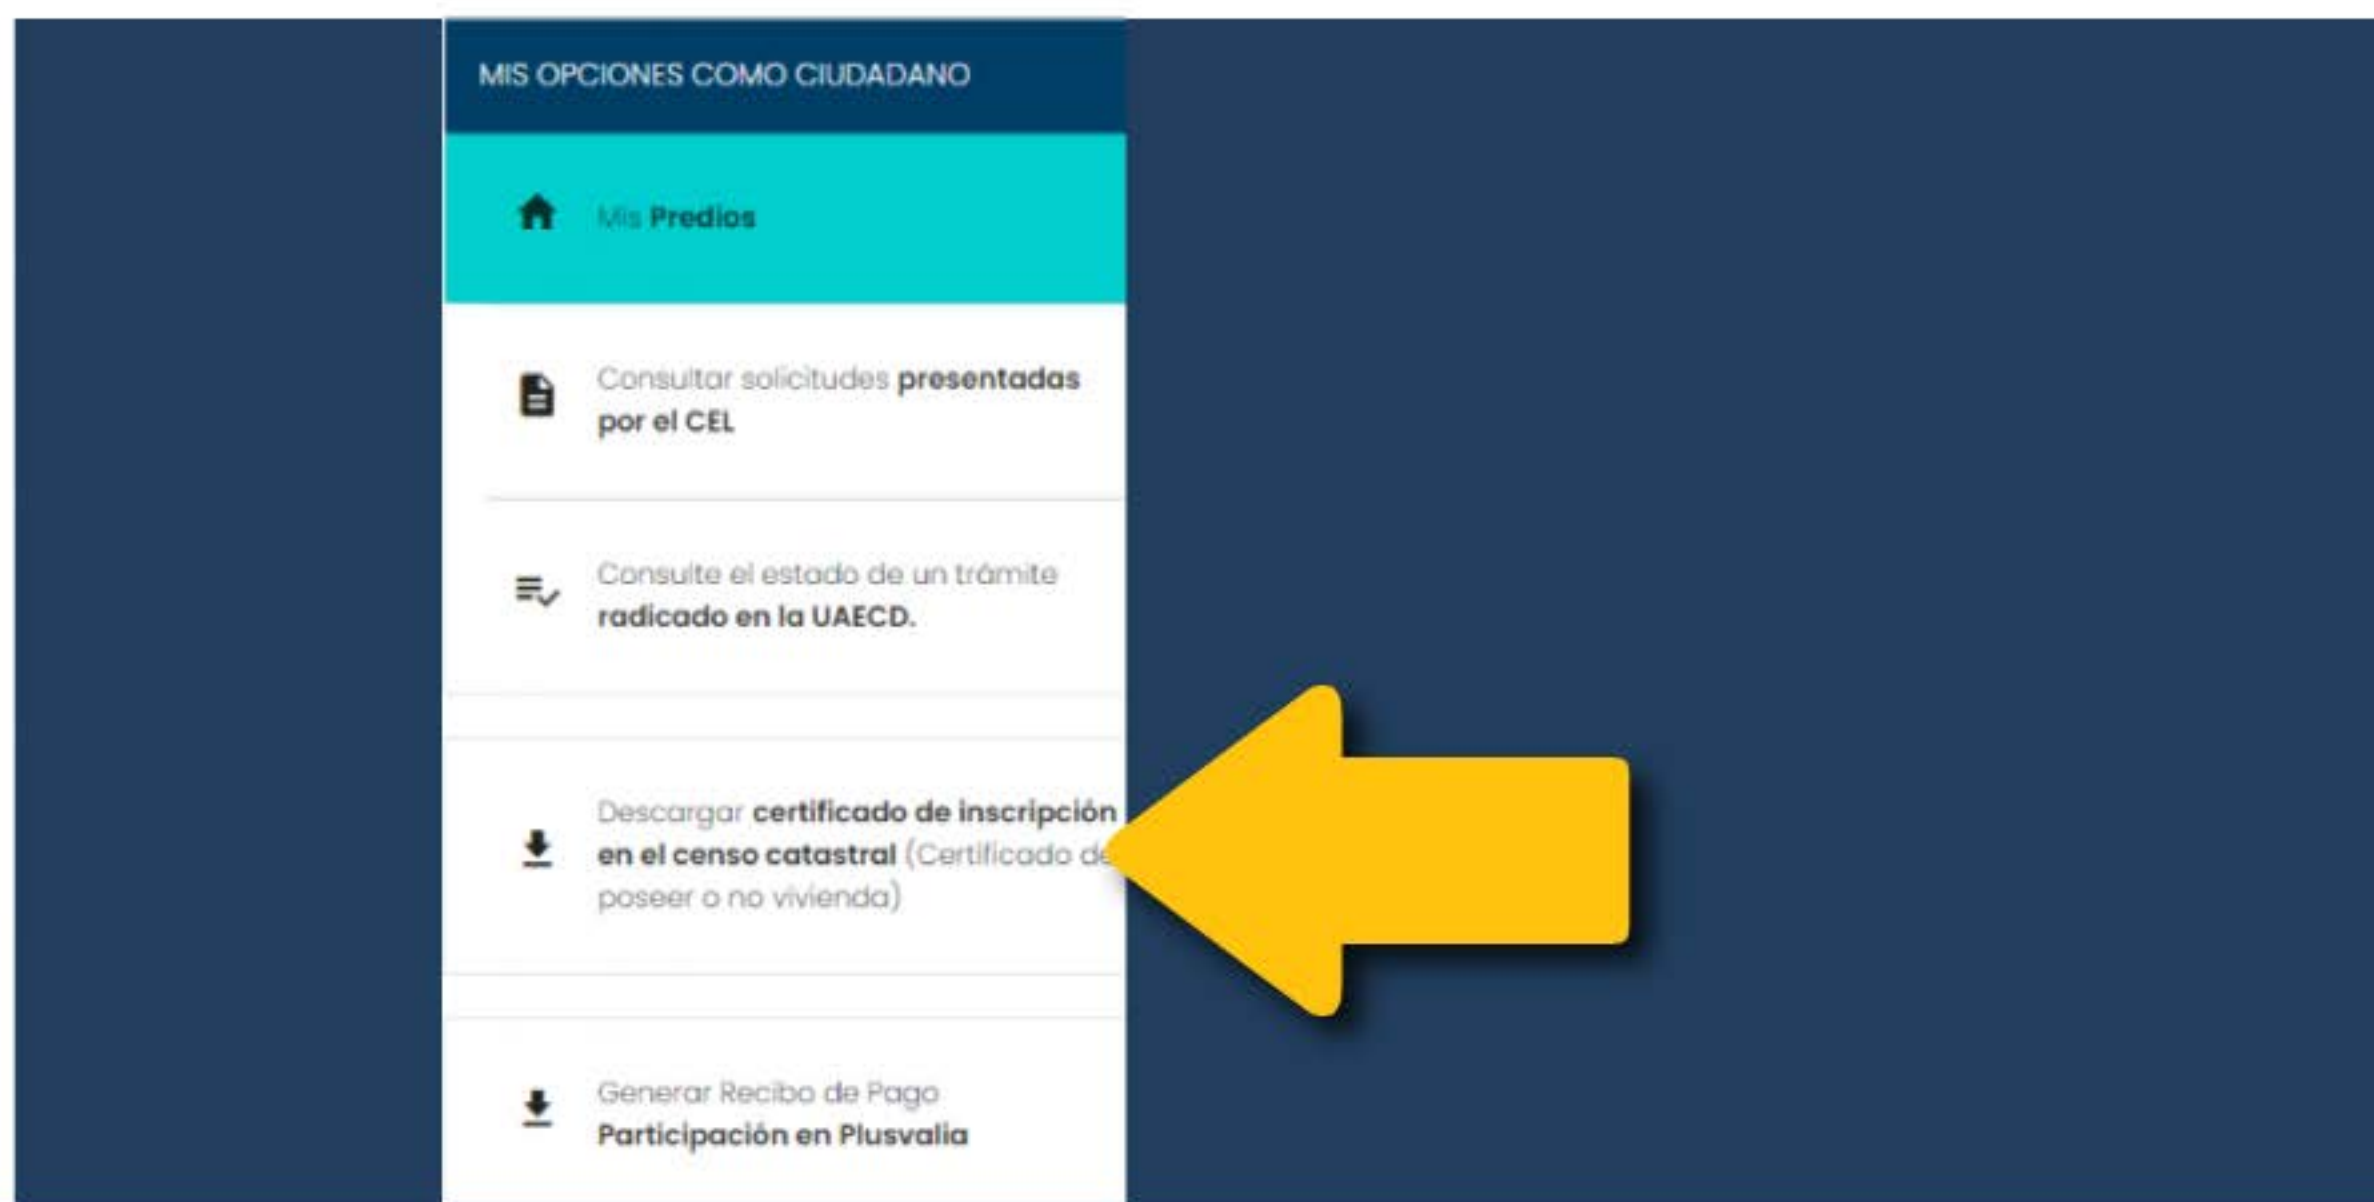 MIS OPCIONES COMO CIUDADANO
Mis Predios
Consultar solicitudes presentadas
por el CEL
Consulte el estado de un trámite
radicado en la UAECD.
Descargar certificado de inscripción
en el censo catastral (Certificado de
poseer o no vivienda)
Generar Recibo de Pago
Participación en Plusvalia